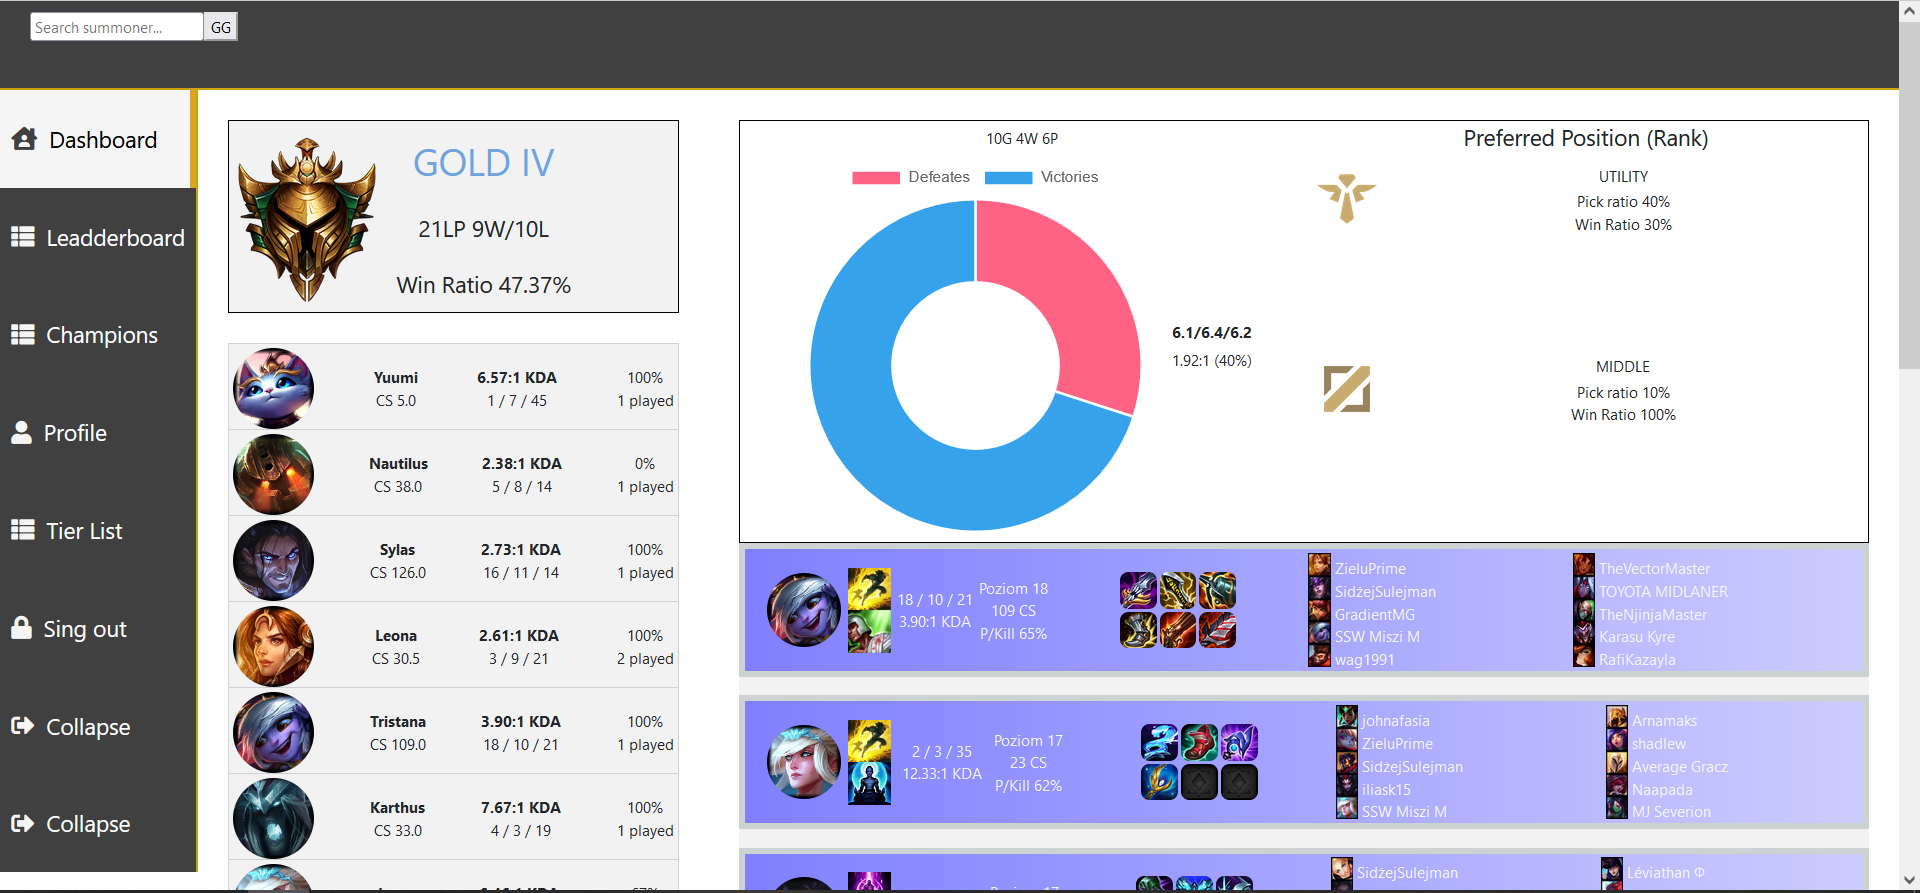 Search summoner...
GG
Dashboard
Leadderboard
Champions
Profile
Tier List
Sing out
Collapse
Collapse
GOLD IV
21LP 9W/10L
Win Ratio 47.37%
Yuumi 6.57:1 KDA 100%
CS 5.0 1 / 7 / 45 1 played
Nautilus 2.38:1 KDA 0%
CS 38.0 5 / 8 / 14 1 played
Sylas 2.73:1 KDA 100%
CS 126.0 16 / 11 / 14 1 played
Leona 2.61:1 KDA 100%
CS 30.5 3 / 9 / 21 2 played
Tristana 3.90:1 KDA 100%
CS 109.0 18 / 10 / 21 1 played
Karthus 7.67:1 KDA 100%
CS 33.0 4 / 3 / 19 1 played
10G 4W 6P
Defeates Victories
6.1/6.4/6.2
1.92:1 (40%)
Preferred Position (Rank)
UTILITY
Pick ratio 40%
Win Ratio 30%
MIDDLE
Pick ratio 10%
Win Ratio 100%
18 / 10 / 21
3.90:1 KDA
Poziom 18
109 CS
P/Kill 65%
ZieluPrime
SidżejSulejman
GradientMG
SSW Miszi M
wag1991
TheVectorMaster
TOYOTA MIDLANER
TheNjinjaMaster
Karasu Kyre
RafiKazayla
2 / 3 / 35
12.33:1 KDA
Poziom 17
23 CS
P/Kill 62%
johnafasia
ZieluPrime
SidżejSulejman
iliask15
SSW Miszi M
Arnamaks
shadlew
Average Gracz
Naapada
MJ Severion
Poziom 17
SidżejSulejman
Léviathan Φ